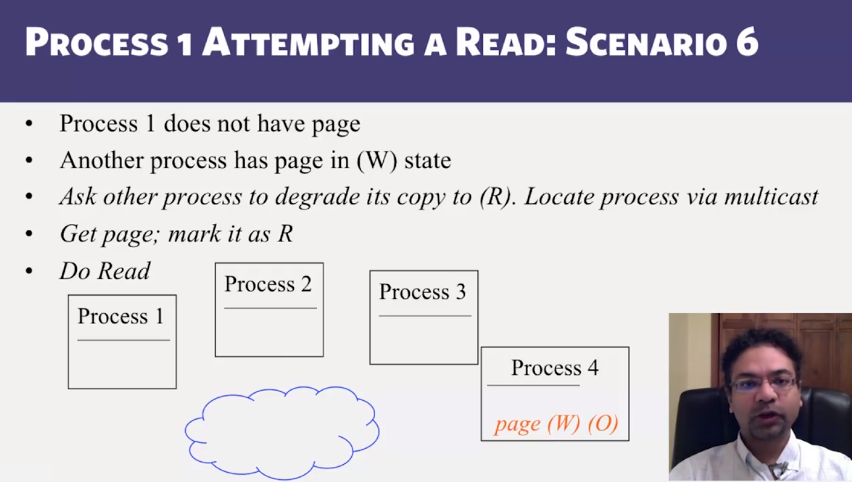 PROCESS 1 ATTEMPTING A READ: SCENARIO 6
• Process 1 does not have page
• Another process has page in (W) state
• Ask other process to degrade its copy to (R). Locate process via multicast
• Get page; mark it as R
• Do Read
Process 1
Process 2
Process 3
Process 4
page (W) (O)